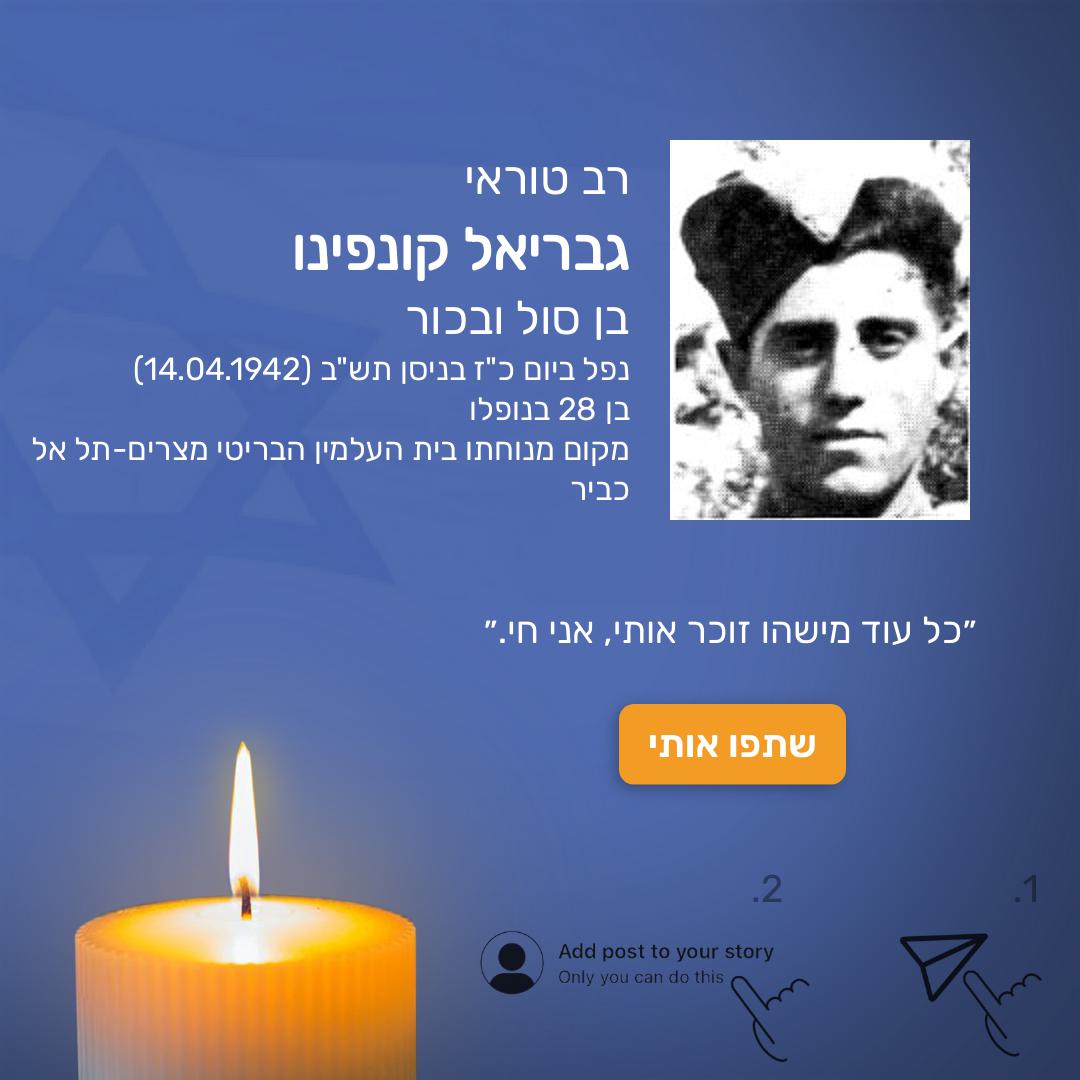 רב טוראי
גבריאל קונפינו
בן סול ובכור
נפל ביום כ"ז בניסן תש"ב (14.04.1942)
בן 28 בנופלו
מקום מנוחתו בית העלמין הבריטי מצרים-תל אל
כביר
״כל עוד מישהו זוכר אותי, אני חי.״
שתפו אותי
.1
.2
Add post to your story
Only you can do this